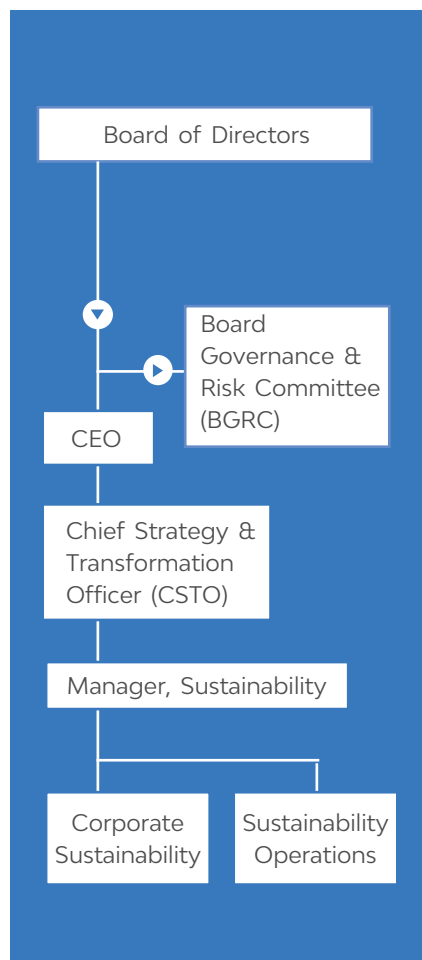 Board of Directors
Board
Governance &
Risk Committee
(BGRC)
CEO
Chief Strategy &
Transformation
Officer (CSTO)
Manager, Sustainability
Corporate
Sustainability
Sustainability
Operations